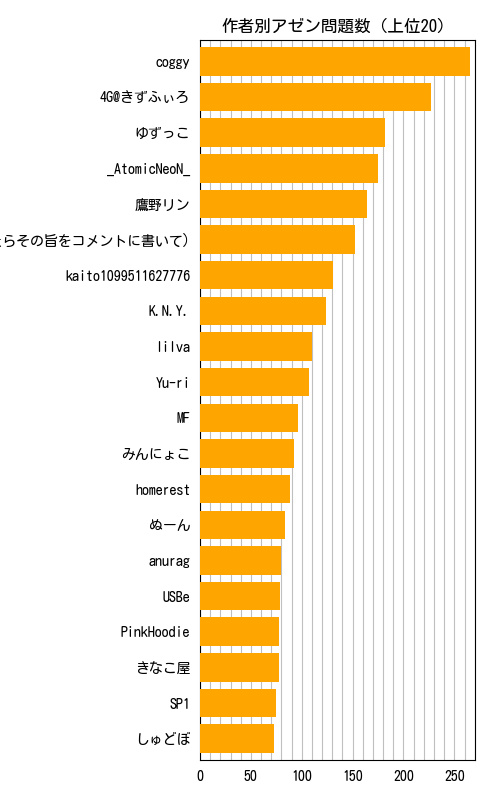 作者別アゼン問題数（上位20）
coggy
4G@きずふぃろ
ゆずっこ
_AtomicNeoN_
鷹野リン
たらその旨をコメントに書いて）
kaito1099511627776
K.N.Y.
lilva
Yu-ri
MF
みんにょこ
homerest
ぬーん
anurag
USBe
PinkHoodie
きなこ屋
SP1
しゅどぼ
0 50 100 150 200 250